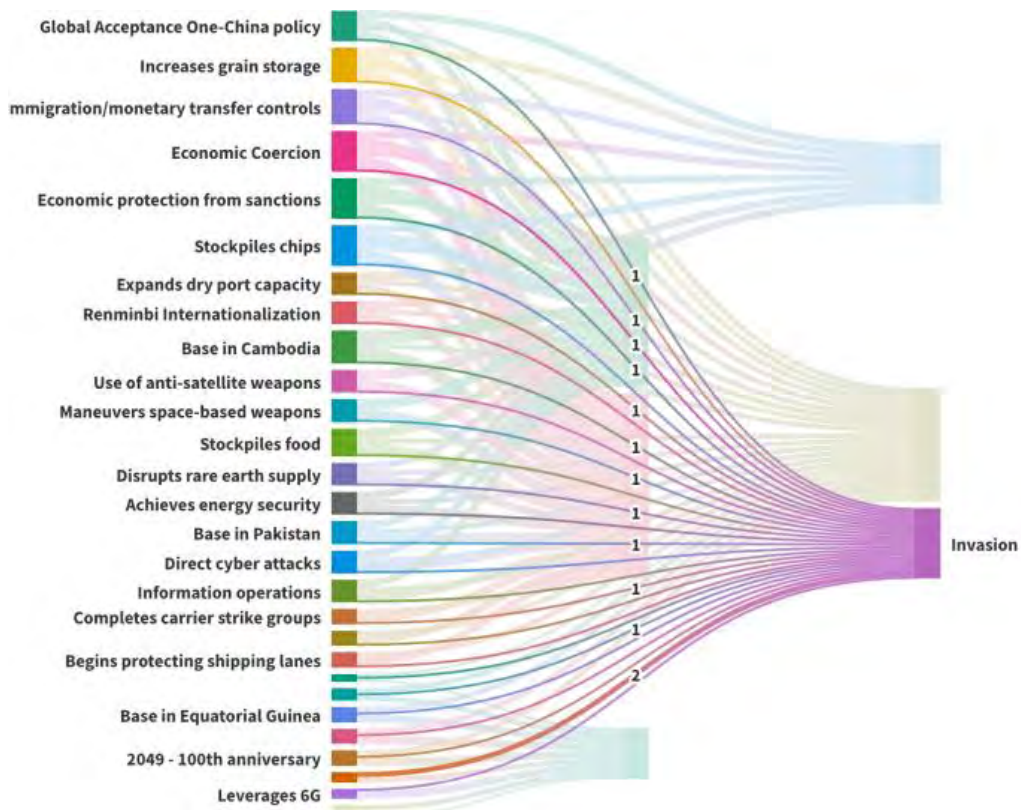 Global Acceptance One-China policy
Increases grain storage
mmigration/monetary transfer controls
Economic Coercion
Economic protection from sanctions
Stockpiles chips
Expands dry port capacity
Renminbi Internationalization
Base in Cambodia
Use of anti-satellite weapons
Maneuvers space-based weapons
Stockpiles food
Disrupts rare earth supply
Achieves energy security
Base in Pakistan
Direct cyber attacks
Information operations
Completes carrier strike groups
Begins protecting shipping lanes
Base in Equatorial Guinea
2049 - 100th anniversary
Leverages 6G
1
1
1
1
1
1
1
1
1
1
1
2
Invasion